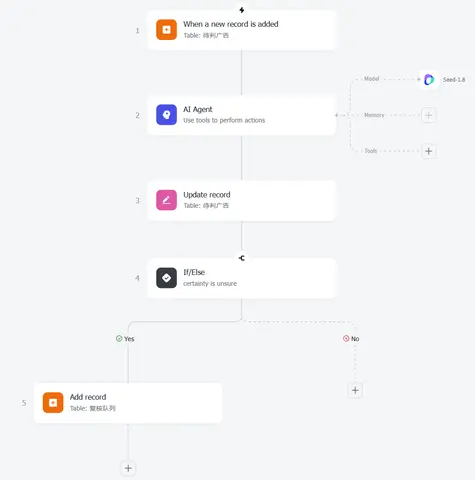 1
When a new record is added
Table: 待判广告
2
AI Agent
Use tools to perform actions
Model
Seed-1.8
Memory
Tools
3
Update record
Table: 待判广告
4
If/Else
certainty is unsure
Yes
No
5
Add record
Table: 复核队列